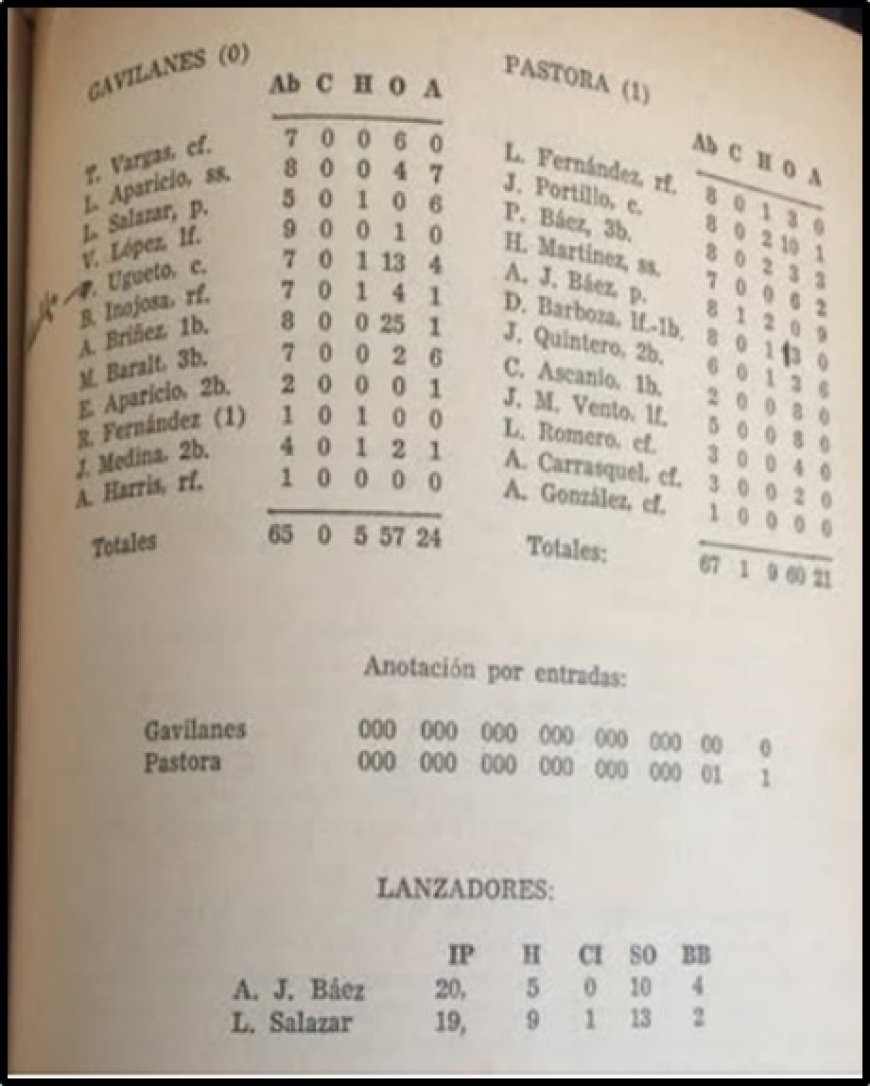 GAVILANES (0)
Ab C H O A
T. Vargas, cf. 7 0 0 6 0
L. Aparicio, ss. 8 0 0 4 7
L. Salazar, p. 5 0 1 0 6
V. López, lf. 9 0 0 1 0
P. Ugueto, c. 7 0 1 13 4
B. Inojosa, rf. 7 0 1 4 1
A. Briñez, 1b. 8 0 0 25 1
M. Baralt, 3b. 7 0 0 2 6
E. Aparicio, 2b. 2 0 0 0 1
R. Fernández (1) 1 0 1 0 0
J. Medina, 2b. 4 0 1 2 1
A. Harris, rf. 1 0 0 0 0
Totales 65 0 5 57 24
PASTORA (1)
Ab C H O A
L. Fernández, rf. 8 0 1 3 0
J. Portillo, c. 8 0 2 10 1
P. Báez, 3b. 8 0 2 3 3
H. Martínez, ss. 7 0 0 6 2
A. J. Báez, p. 8 1 2 0 9
D. Barboza, lf.-1b. 8 0 1 13 0
J. Quintero, 2b. 6 0 1 3 6
C. Ascanio, 1b. 2 0 0 8 0
J. M. Vento, lf. 5 0 0 8 0
L. Romero, cf. 3 0 0 4 0
A. Carrasquel, cf. 3 0 0 2 0
A. González, cf. 1 0 0 0 0
Totales: 67 1 9 60 21
Anotación por entradas:
Gavilanes 000 000 000 000 000 000 00 0
Pastora 000 000 000 000 000 000 01 1
LANZADORES:
IP H CI SO BB
A. J. Báez 20, 5 0 10 4
L. Salazar 19, 9 1 13 2